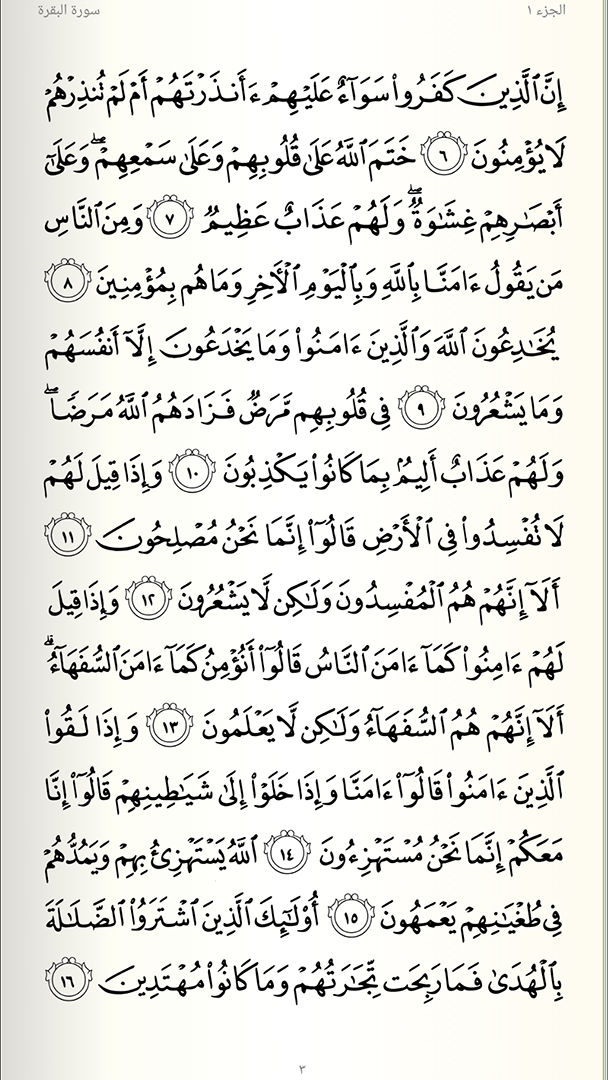 الجزء ١
سورة البقرة
إِنَّ ٱلَّذِينَ كَفَرُوا۟ سَوَآءٌ عَلَيْهِمْ ءَأَنذَرْتَهُمْ أَمْ لَمْ تُنذِرْهُمْ
لَا يُؤْمِنُونَ ٦ خَتَمَ ٱللَّهُ عَلَىٰ قُلُوبِهِمْ وَعَلَىٰ سَمْعِهِمْ ۖ وَعَلَىٰٓ
أَبْصَـٰرِهِمْ غِشَـٰوَةٌ ۖ وَلَهُمْ عَذَابٌ عَظِيمٌ ٧ وَمِنَ ٱلنَّاسِ
مَن يَقُولُ ءَامَنَّا بِٱللَّهِ وَبِٱلْيَوْمِ ٱلْـَٔاخِرِ وَمَا هُم بِمُؤْمِنِينَ ٨
يُخَـٰدِعُونَ ٱللَّهَ وَٱلَّذِينَ ءَامَنُوا۟ وَمَا يَخْدَعُونَ إِلَّآ أَنفُسَهُمْ
وَمَا يَشْعُرُونَ ٩ فِى قُلُوبِهِم مَّرَضٌ فَزَادَهُمُ ٱللَّهُ مَرَضًا ۖ
وَلَهُمْ عَذَابٌ أَلِيمٌۢ بِمَا كَانُوا۟ يَكْذِبُونَ ١٠ وَإِذَا قِيلَ لَهُمْ
لَا تُفْسِدُوا۟ فِى ٱلْأَرْضِ قَالُوٓا۟ إِنَّمَا نَحْنُ مُصْلِحُونَ ١١
أَلَآ إِنَّهُمْ هُمُ ٱلْمُفْسِدُونَ وَلَـٰكِن لَّا يَشْعُرُونَ ١٢ وَإِذَا قِيلَ
لَهُمْ ءَامِنُوا۟ كَمَآ ءَامَنَ ٱلنَّاسُ قَالُوٓا۟ أَنُؤْمِنُ كَمَآ ءَامَنَ ٱلسُّفَهَآءُ ۗ
أَلَآ إِنَّهُمْ هُمُ ٱلسُّفَهَآءُ وَلَـٰكِن لَّا يَعْلَمُونَ ١٣ وَإِذَا لَقُوا۟
ٱلَّذِينَ ءَامَنُوا۟ قَالُوٓا۟ ءَامَنَّا وَإِذَا خَلَوْا۟ إِلَىٰ شَيَـٰطِينِهِمْ قَالُوٓا۟ إِنَّا
مَعَكُمْ إِنَّمَا نَحْنُ مُسْتَهْزِءُونَ ١٤ ٱللَّهُ يَسْتَهْزِئُ بِهِمْ وَيَمُدُّهُمْ
فِى طُغْيَـٰنِهِمْ يَعْمَهُونَ ١٥ أُو۟لَـٰٓئِكَ ٱلَّذِينَ ٱشْتَرَوُا۟ ٱلضَّلَـٰلَةَ
بِٱلْهُدَىٰ فَمَا رَبِحَت تِّجَـٰرَتُهُمْ وَمَا كَانُوا۟ مُهْتَدِينَ ١٦
٣